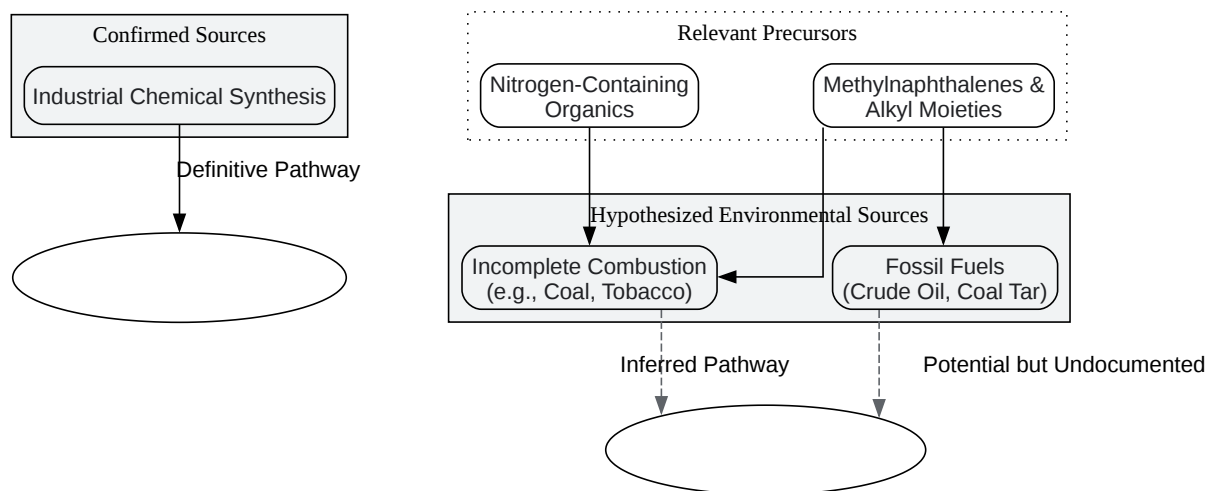 Confirmed Sources
Industrial Chemical Synthesis
Definitive Pathway
Relevant Precursors
Nitrogen-Containing
Organics
Methylnaphthalenes &
Alkyl Moieties
Hypothesized Environmental Sources
Incomplete Combustion
(e.g., Coal, Tobacco)
Fossil Fuels
(Crude Oil, Coal Tar)
Inferred Pathway
Potential but Undocumented